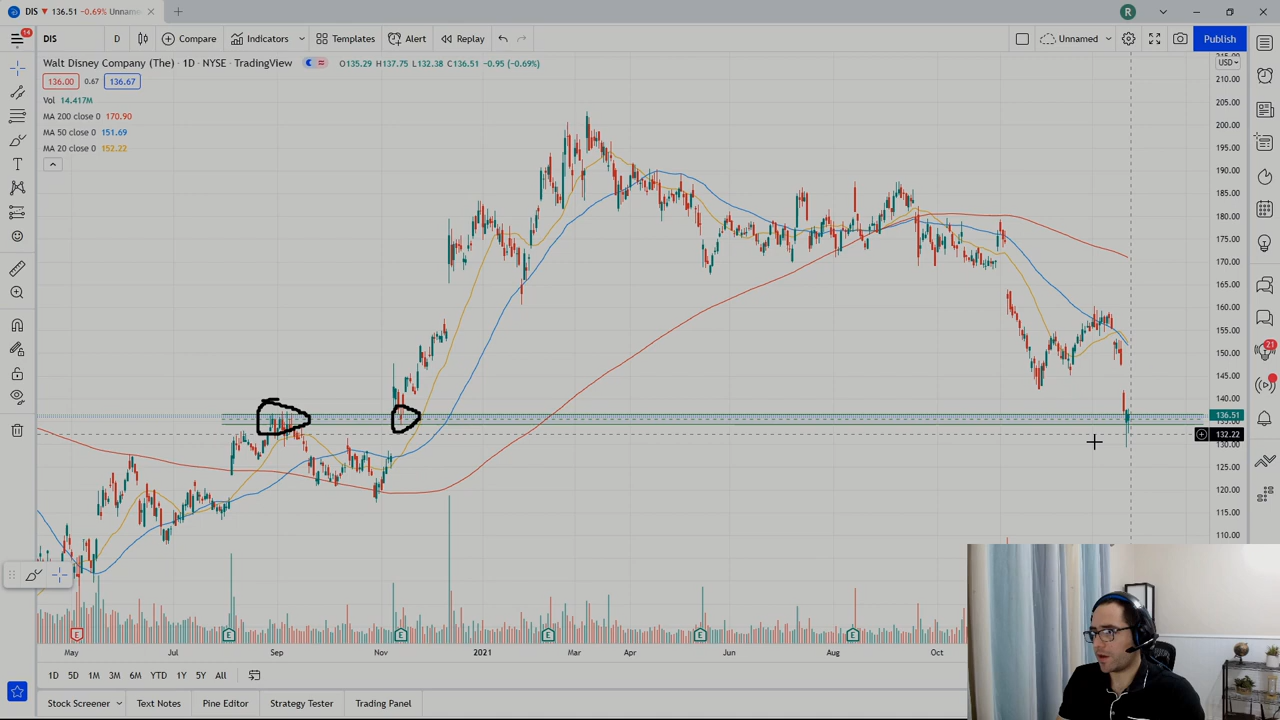 DIS ▼ 136.51 −0.69% Unnam
R
14
DIS
D
Compare
Indicators
Templates
Alert
Replay
Unnamed
Publish
Walt Disney Company (The) · 1D · NYSE · TradingView
O135.29 H137.75 L132.38 C136.51 −0.95 (−0.69%)
USD
136.00 0.67 136.67
Vol 14.417M
MA 200 close 0 170.90
MA 50 close 0 151.69
MA 20 close 0 152.22
210.00
205.00
200.00
195.00
190.00
185.00
180.00
175.00
170.00
165.00
160.00
155.00
150.00
145.00
140.00
136.51
132.22
130.00
125.00
120.00
115.00
110.00
21
E
E
E
E
E
E
May
Jul
Sep
Nov
2021
Mar
Apr
Jun
Aug
Oct
1D 5D 1M 3M 6M YTD 1Y 5Y All
Stock Screener
Text Notes
Pine Editor
Strategy Tester
Trading Panel